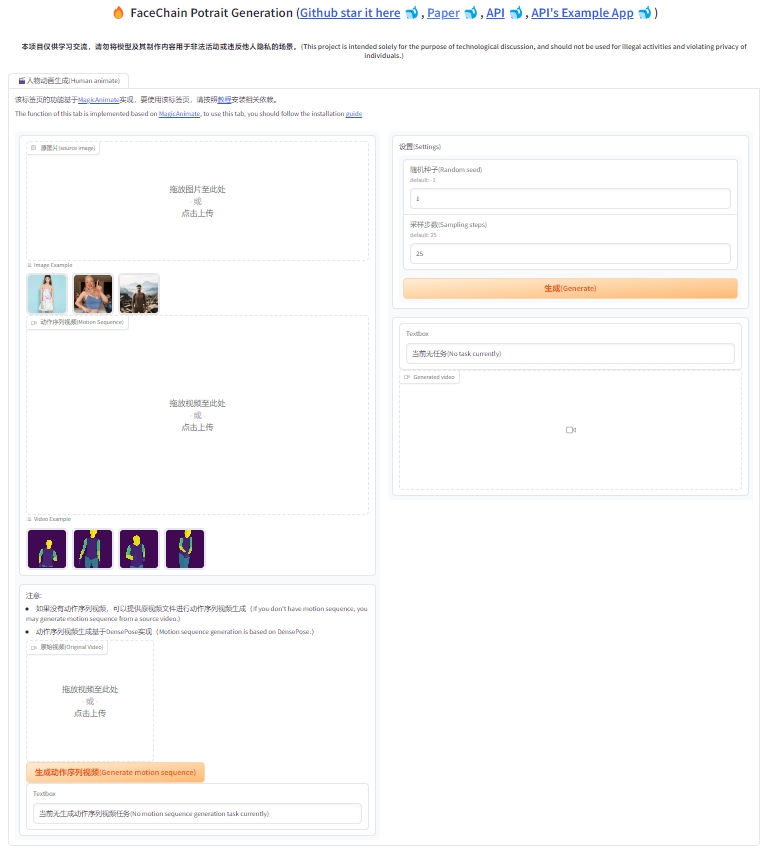 🔥 FaceChain Potrait Generation (Github star it here 🐳 , Paper 🐳 , API 🐳 , API's Example App 🐳 )
本项目仅供学习交流，请勿将模型及其制作内容用于非法活动或违反他人隐私的场景。(This project is intended solely for the purpose of technological discussion, and should not be used for illegal activities and violating privacy of
individuals.)
🎬人物动画生成(Human animate)
该标签页的功能基于MagicAnimate实现，要使用该标签页，请按照教程安装相关依赖。
The function of this tab is implemented based on MagicAnimate, to use this tab, you should follow the installation guide
源图片(source image)
拖放图片至此处
- 或 -
点击上传
Image Example
动作序列视频(Motion Sequence)
拖放视频至此处
- 或 -
点击上传
Video Example
注意:
如果没有动作序列视频，可以提供原视频文件进行动作序列视频生成（If you don't have motion sequence, you
may generate motion sequence from a source video.)
动作序列视频生成基于DensePose实现（Motion sequence generation is based on DensePose.)
原始视频(Original Video)
拖放视频至此处
- 或 -
点击上传
生成动作序列视频(Generate motion sequence)
Textbox
当前无生成动作序列视频任务(No motion sequence generation task currently)
设置(Settings)
随机种子(Random seed)
default: -1
1
采样步数(Sampling steps)
default: 25
25
生成(Generate)
Textbox
当前无任务(No task currently)
Generated video